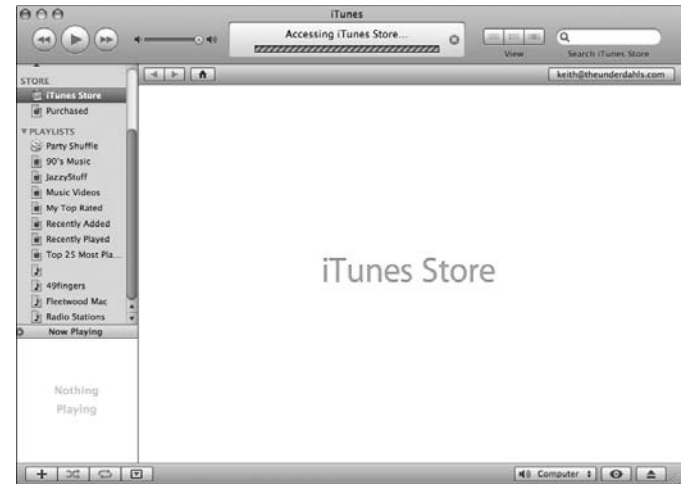 iTunes
Accessing iTunes Store...
View
Search iTunes Store
STORE
iTunes Store
Purchased
keith@theunderdahls.com
PLAYLISTS
Party Shuffle
90's Music
JazzyStuff
Music Videos
My Top Rated
Recently Added
Recently Played
Top 25 Most Pla...
49fingers
Fleetwood Mac
Radio Stations
Now Playing
Nothing
Playing
iTunes Store
Computer